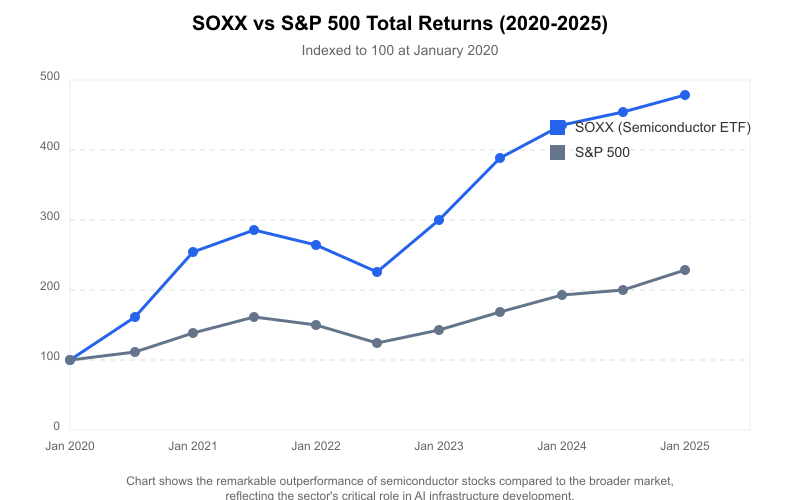 SOXX vs S&P 500 Total Returns (2020-2025)
Indexed to 100 at January 2020
500
SOXX (Semiconductor ETF)
400
S&P 500
300
200
100
0
Jan 2020 Jan 2021 Jan 2022 Jan 2023 Jan 2024 Jan 2025
Chart shows the remarkable outperformance of semiconductor stocks compared to the broader market,
reflecting the sector's critical role in AI infrastructure development.